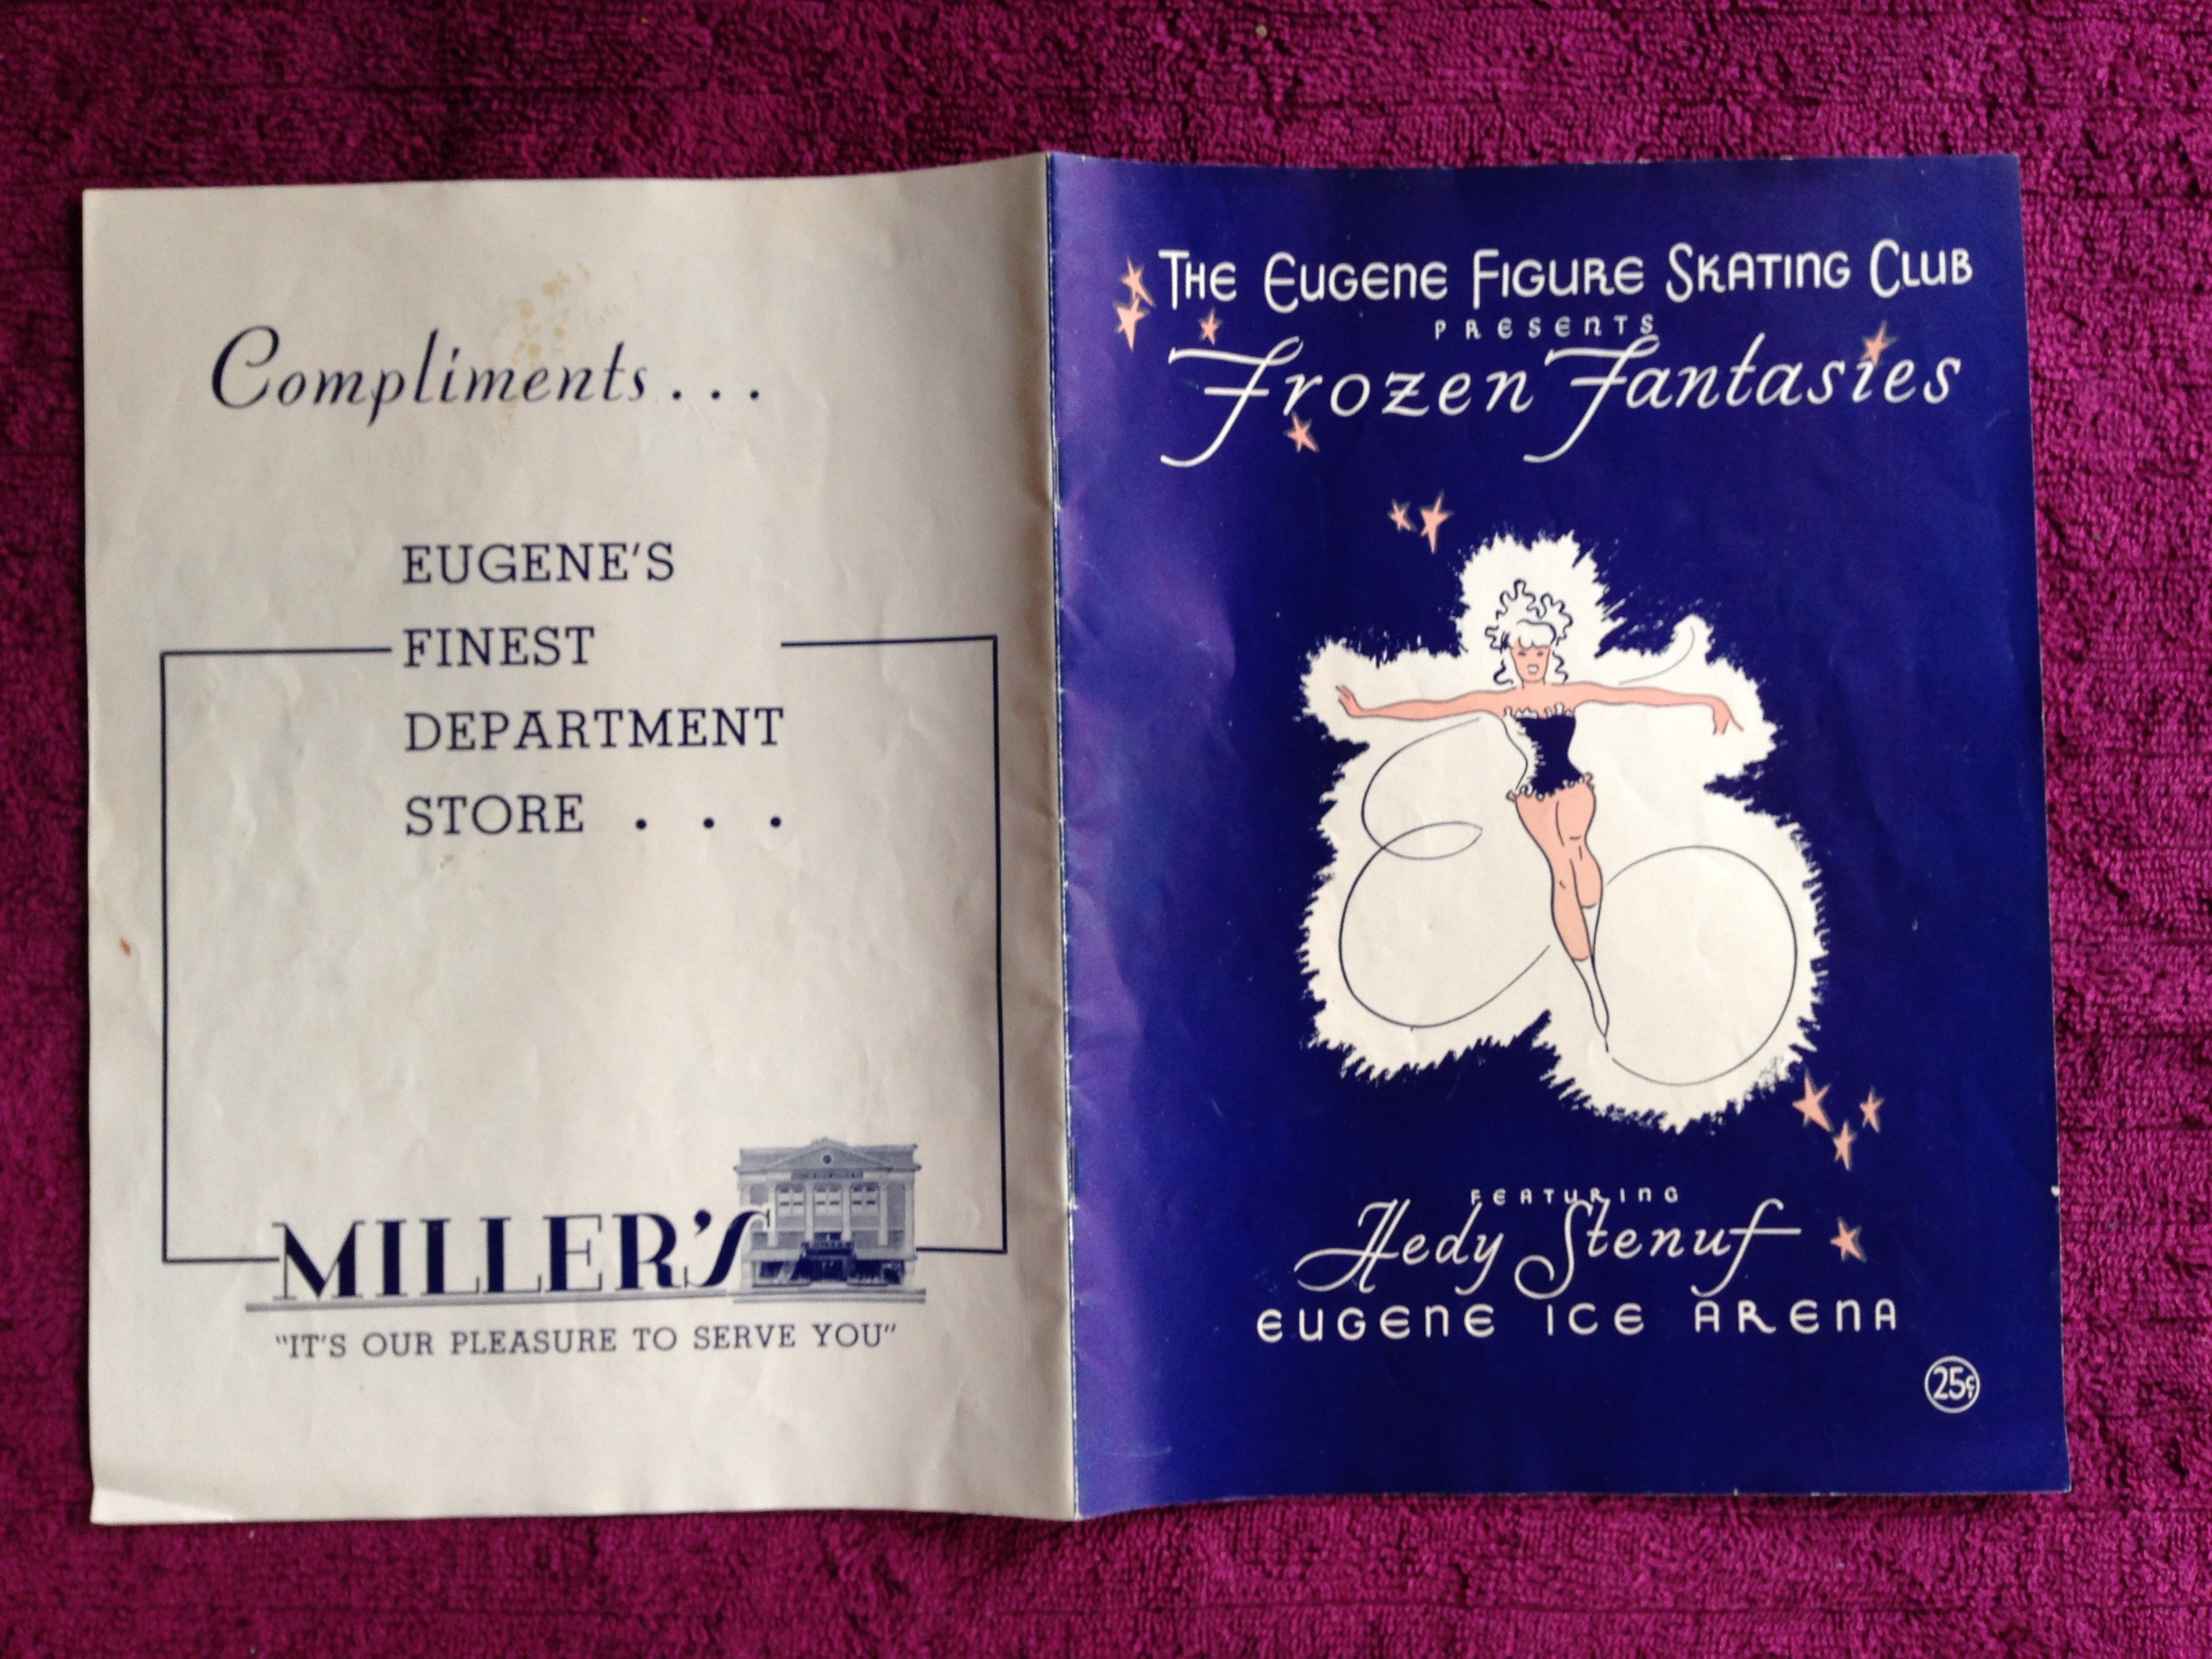 Compliments...
EUGENE'S
FINEST
DEPARTMENT
STORE . . .
MILLER'S
"IT'S OUR PLEASURE TO SERVE YOU"
THE EUGENE FIGURE SKATING CLUB
PRESENTS
Frozen Fantasies
FEATURING
Hedy Stenuf
EUGENE ICE ARENA
25¢